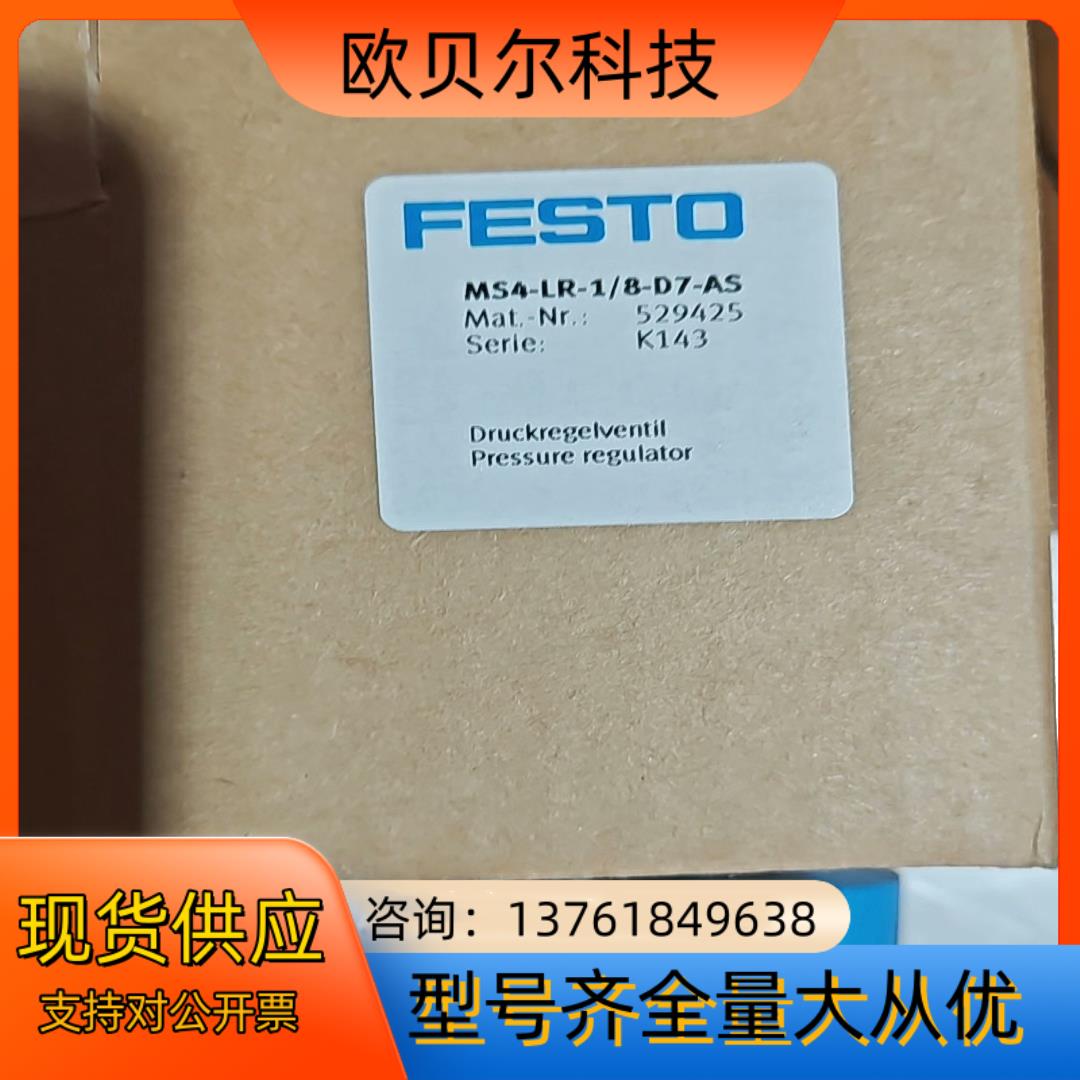 欧贝尔科技
FESTO
MS4-LR-1/8-D7-AS
Mat.-Nr.: 529425
Serie: K143
Druckregelventil
Pressure regulator
现货供应
支持对公开票
咨询：13761849638
型号齐全量大从优